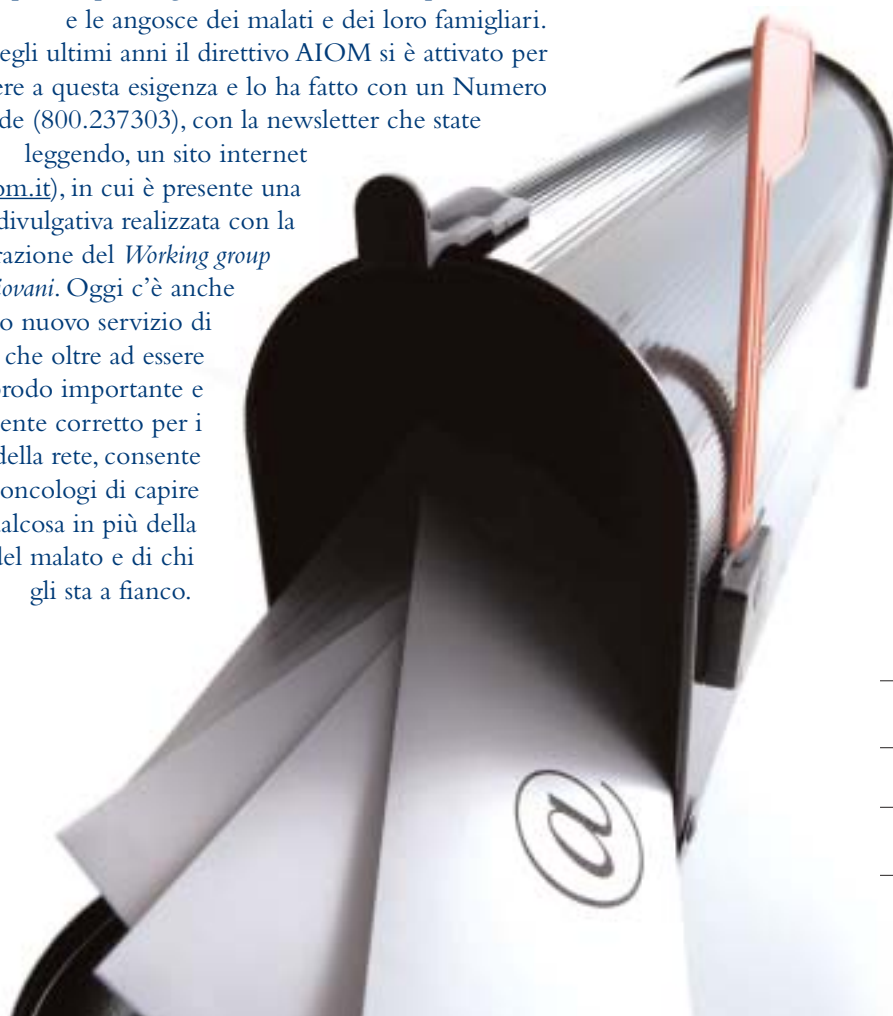 e le angosce dei malati e dei loro famigliari.
egli ultimi anni il direttivo AIOM si è attivato per
ere a questa esigenza e lo ha fatto con un Numero
de (800.237303), con la newsletter che state
leggendo, un sito internet
om.it), in cui è presente una
divulgativa realizzata con la
razione del Working group
iovani. Oggi c’è anche
o nuovo servizio di
che oltre ad essere
rodo importante e
ente corretto per i
della rete, consente
oncologi di capire
alcosa in più della
del malato e di chi
gli sta a fianco.
@